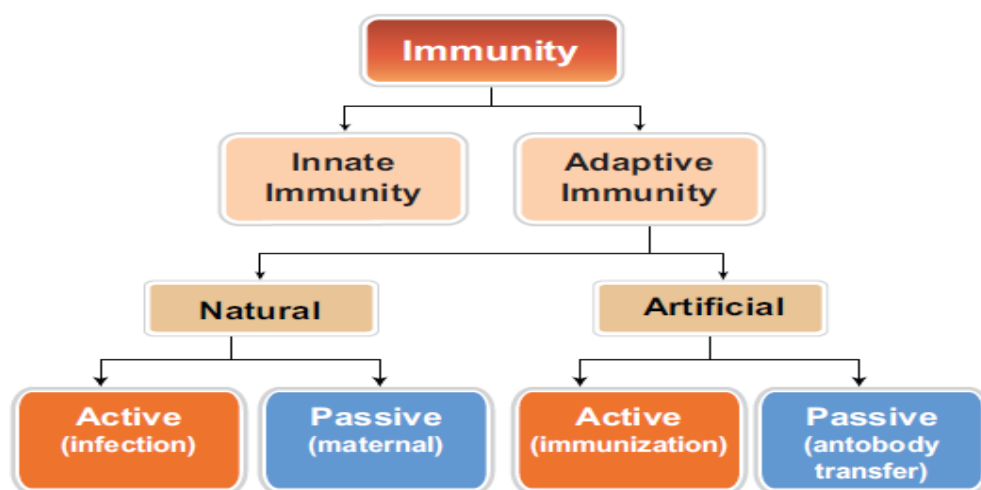 Immunity
Innate
Immunity
Adaptive
Immunity
Natural
Artificial
Active
(infection)
Passive
(maternal)
Active
(immunization)
Passive
(antobody
transfer)